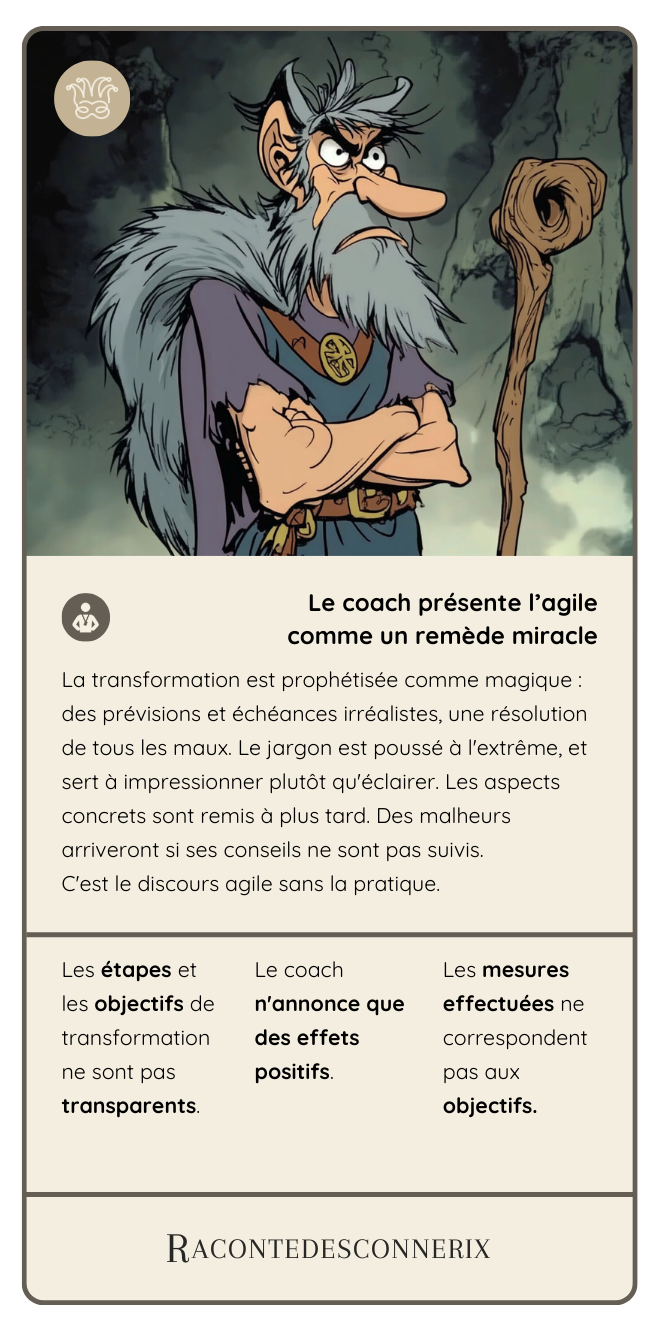 Le coach présente l’agile
comme un remède miracle
La transformation est prophétisée comme magique :
des prévisions et échéances irréalistes, une résolution
de tous les maux. Le jargon est poussé à l'extrême, et
sert à impressionner plutôt qu'éclairer. Les aspects
concrets sont remis à plus tard. Des malheurs
arriveront si ses conseils ne sont pas suivis.
C'est le discours agile sans la pratique.
Les étapes et
les objectifs de
transformation
ne sont pas
transparents.
Le coach
n'annonce que
des effets
positifs.
Les mesures
effectuées ne
correspondent
pas aux
objectifs.
RACONTEDESCONNERIX